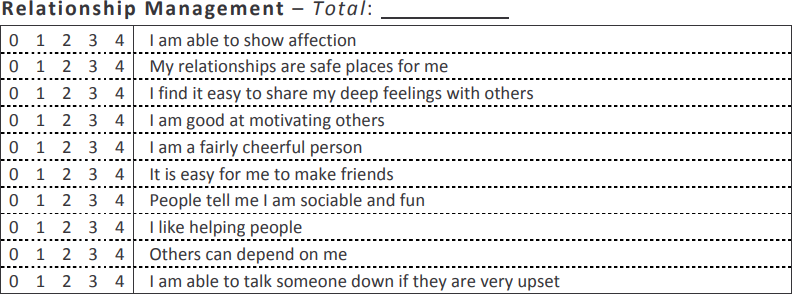 Relationship Management – Total: ____________
0 1 2 3 4 I am able to show affection
0 1 2 3 4 My relationships are safe places for me
0 1 2 3 4 I find it easy to share my deep feelings with others
0 1 2 3 4 I am good at motivating others
0 1 2 3 4 I am a fairly cheerful person
0 1 2 3 4 It is easy for me to make friends
0 1 2 3 4 People tell me I am sociable and fun
0 1 2 3 4 I like helping people
0 1 2 3 4 Others can depend on me
0 1 2 3 4 I am able to talk someone down if they are very upset